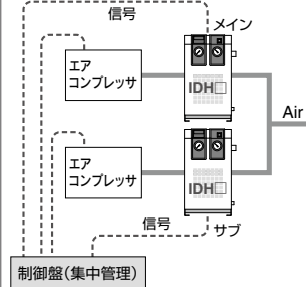 信号
メイン
エア
コンプレッサ
IDH□
Air
エア
コンプレッサ
IDH□
信号
サブ
制御盤(集中管理)